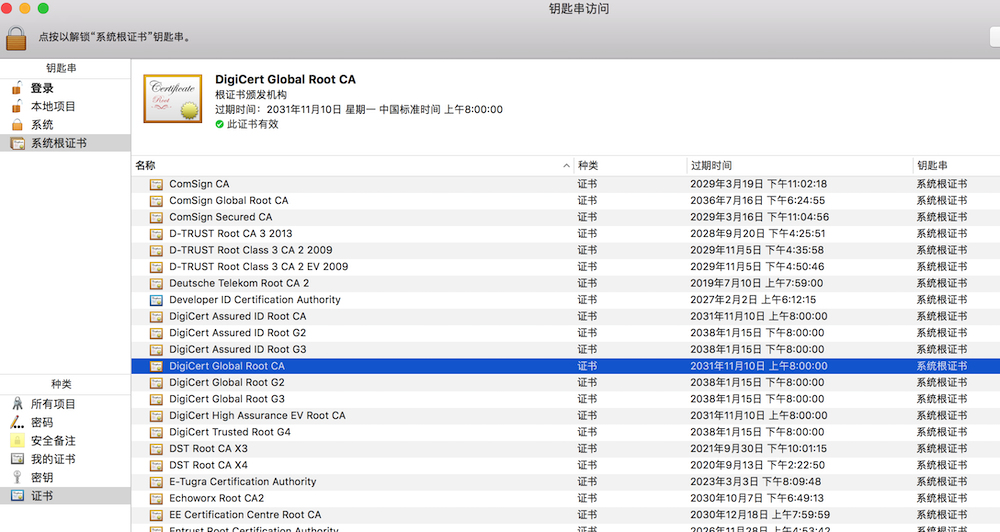 钥匙串访问
点按以解锁“系统根证书”钥匙串。
钥匙串
登录
本地项目
系统
系统根证书
Certificate
Root
DigiCert Global Root CA
根证书颁发机构
过期时间：2031年11月10日 星期一 中国标准时间 上午8:00:00
此证书有效
名称 种类 过期时间 钥匙串
ComSign CA 证书 2029年3月19日 下午11:02:18 系统根证书
ComSign Global Root CA 证书 2036年7月16日 下午6:24:55 系统根证书
ComSign Secured CA 证书 2029年3月16日 下午11:04:56 系统根证书
D-TRUST Root CA 3 2013 证书 2028年9月20日 下午4:25:51 系统根证书
D-TRUST Root Class 3 CA 2 2009 证书 2029年11月5日 下午4:35:58 系统根证书
D-TRUST Root Class 3 CA 2 EV 2009 证书 2029年11月5日 下午4:50:46 系统根证书
Deutsche Telekom Root CA 2 证书 2019年7月10日 上午7:59:00 系统根证书
Developer ID Certification Authority 证书 2027年2月2日 上午6:12:15 系统根证书
DigiCert Assured ID Root CA 证书 2031年11月10日 上午8:00:00 系统根证书
DigiCert Assured ID Root G2 证书 2038年1月15日 下午8:00:00 系统根证书
DigiCert Assured ID Root G3 证书 2038年1月15日 下午8:00:00 系统根证书
DigiCert Global Root CA 证书 2031年11月10日 上午8:00:00 系统根证书
DigiCert Global Root G2 证书 2038年1月15日 下午8:00:00 系统根证书
DigiCert Global Root G3 证书 2038年1月15日 下午8:00:00 系统根证书
DigiCert High Assurance EV Root CA 证书 2031年11月10日 上午8:00:00 系统根证书
DigiCert Trusted Root G4 证书 2038年1月15日 下午8:00:00 系统根证书
DST Root CA X3 证书 2021年9月30日 下午10:01:15 系统根证书
DST Root CA X4 证书 2020年9月13日 下午2:22:50 系统根证书
E-Tugra Certification Authority 证书 2023年3月3日 下午8:09:48 系统根证书
Echoworx Root CA2 证书 2030年10月7日 下午6:49:13 系统根证书
EE Certification Centre Root CA 证书 2030年12月18日 上午7:59:59 系统根证书
Entrust Root Certification Authority 证书 2026年11月28日 上午4:53:42 系统根证书
种类
所有项目
密码
安全备注
我的证书
密钥
证书